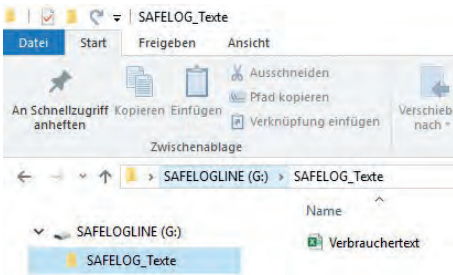 SAFELOG_Texte
Datei Start Freigeben Ansicht
An Schnellzugriff anheften
Kopieren
Einfügen
Ausschneiden
Pfad kopieren
Verknüpfung einfügen
Verschieb
nach
Zwischenablage
SAFELOGLINE (G:) › SAFELOG_Texte
Name
SAFELOGLINE (G:)
SAFELOG_Texte
Verbrauchertext